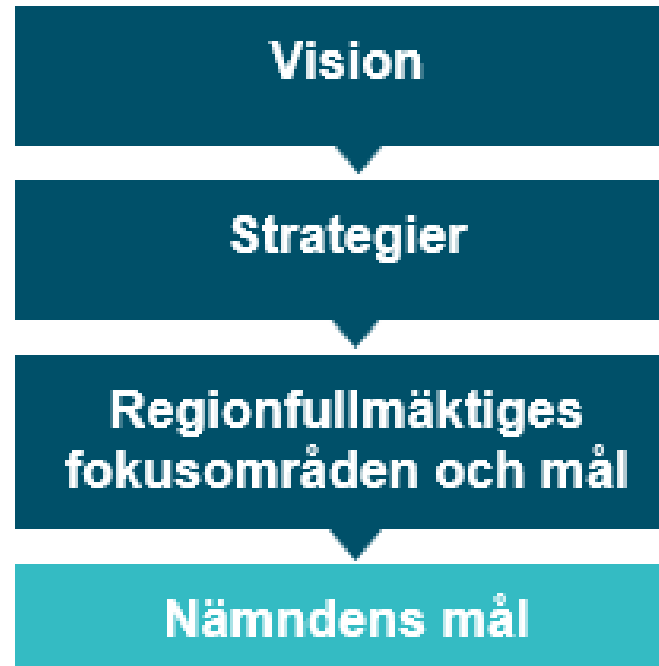 Vision
Strategier
Regionfullmäktiges
fokusområden och mål
Nämndens mål